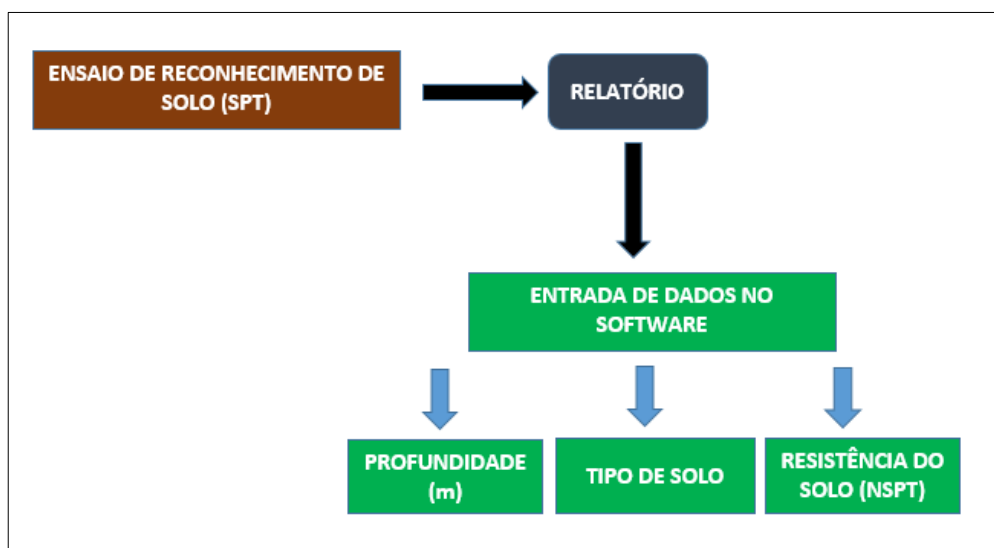 ENSAIO DE RECONHECIMENTO DE
SOLO (SPT)
RELATÓRIO
ENTRADA DE DADOS NO
SOFTWARE
PROFUNDIDADE
(m)
TIPO DE SOLO
RESISTÊNCIA DO
SOLO (NSPT)